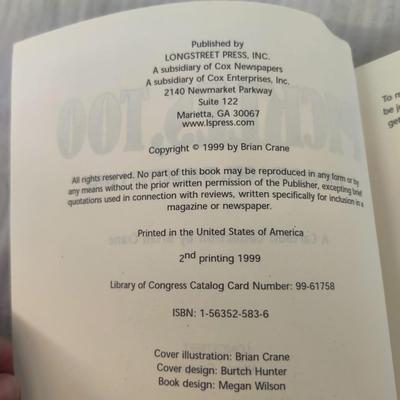 Published by
LONGSTREET PRESS, INC.
A subsidiary of Cox Newspapers
A subsidiary of Cox Enterprises, Inc.
2140 Newmarket Parkway
Suite 122
Marietta, GA 30067
www.lspress.com
Copyright © 1999 by Brian Crane
All rights reserved. No part of this book may be reproduced in any form or by
any means without the prior written permission of the Publisher, excepting brief
quotations used in connection with reviews, written specifically for inclusion in a
magazine or newspaper.
Printed in the United States of America
2nd printing 1999
Library of Congress Catalog Card Number: 99-61758
ISBN: 1-56352-583-6
Cover illustration: Brian Crane
Cover design: Burtch Hunter
Book design: Megan Wilson